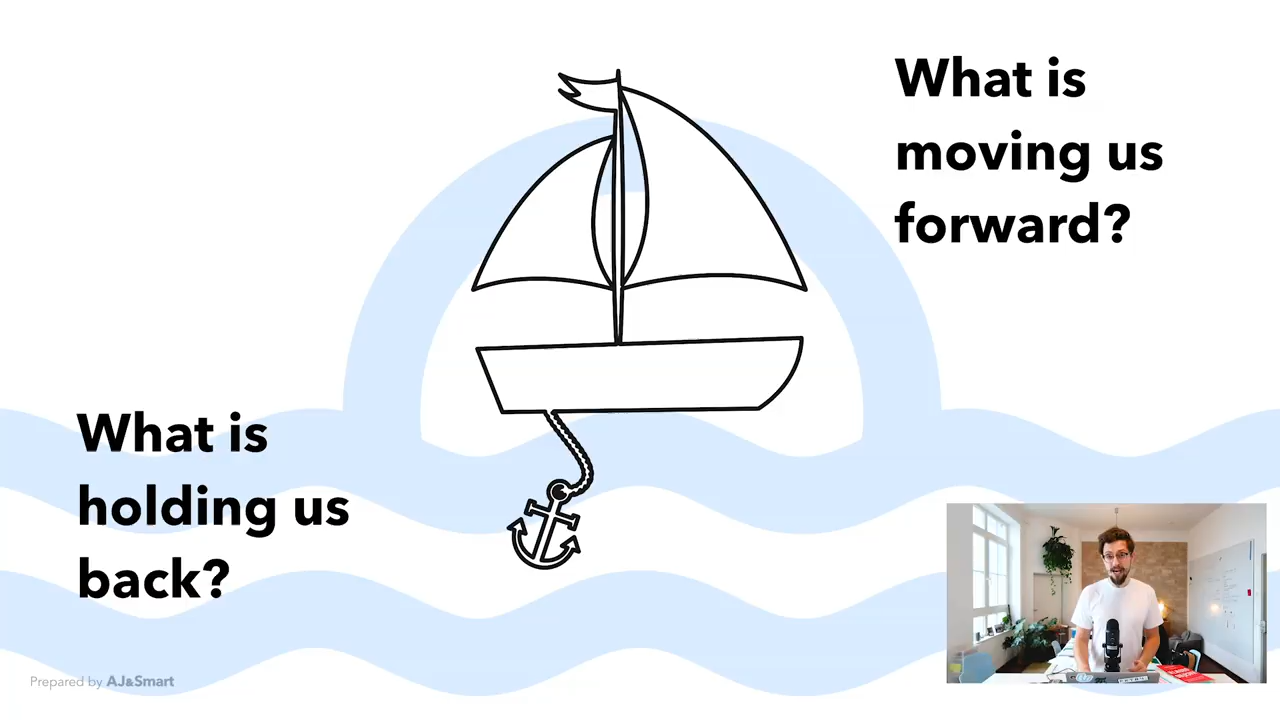 What is
moving us
forward?
What is
holding us
back?
Prepared by AJ&Smart